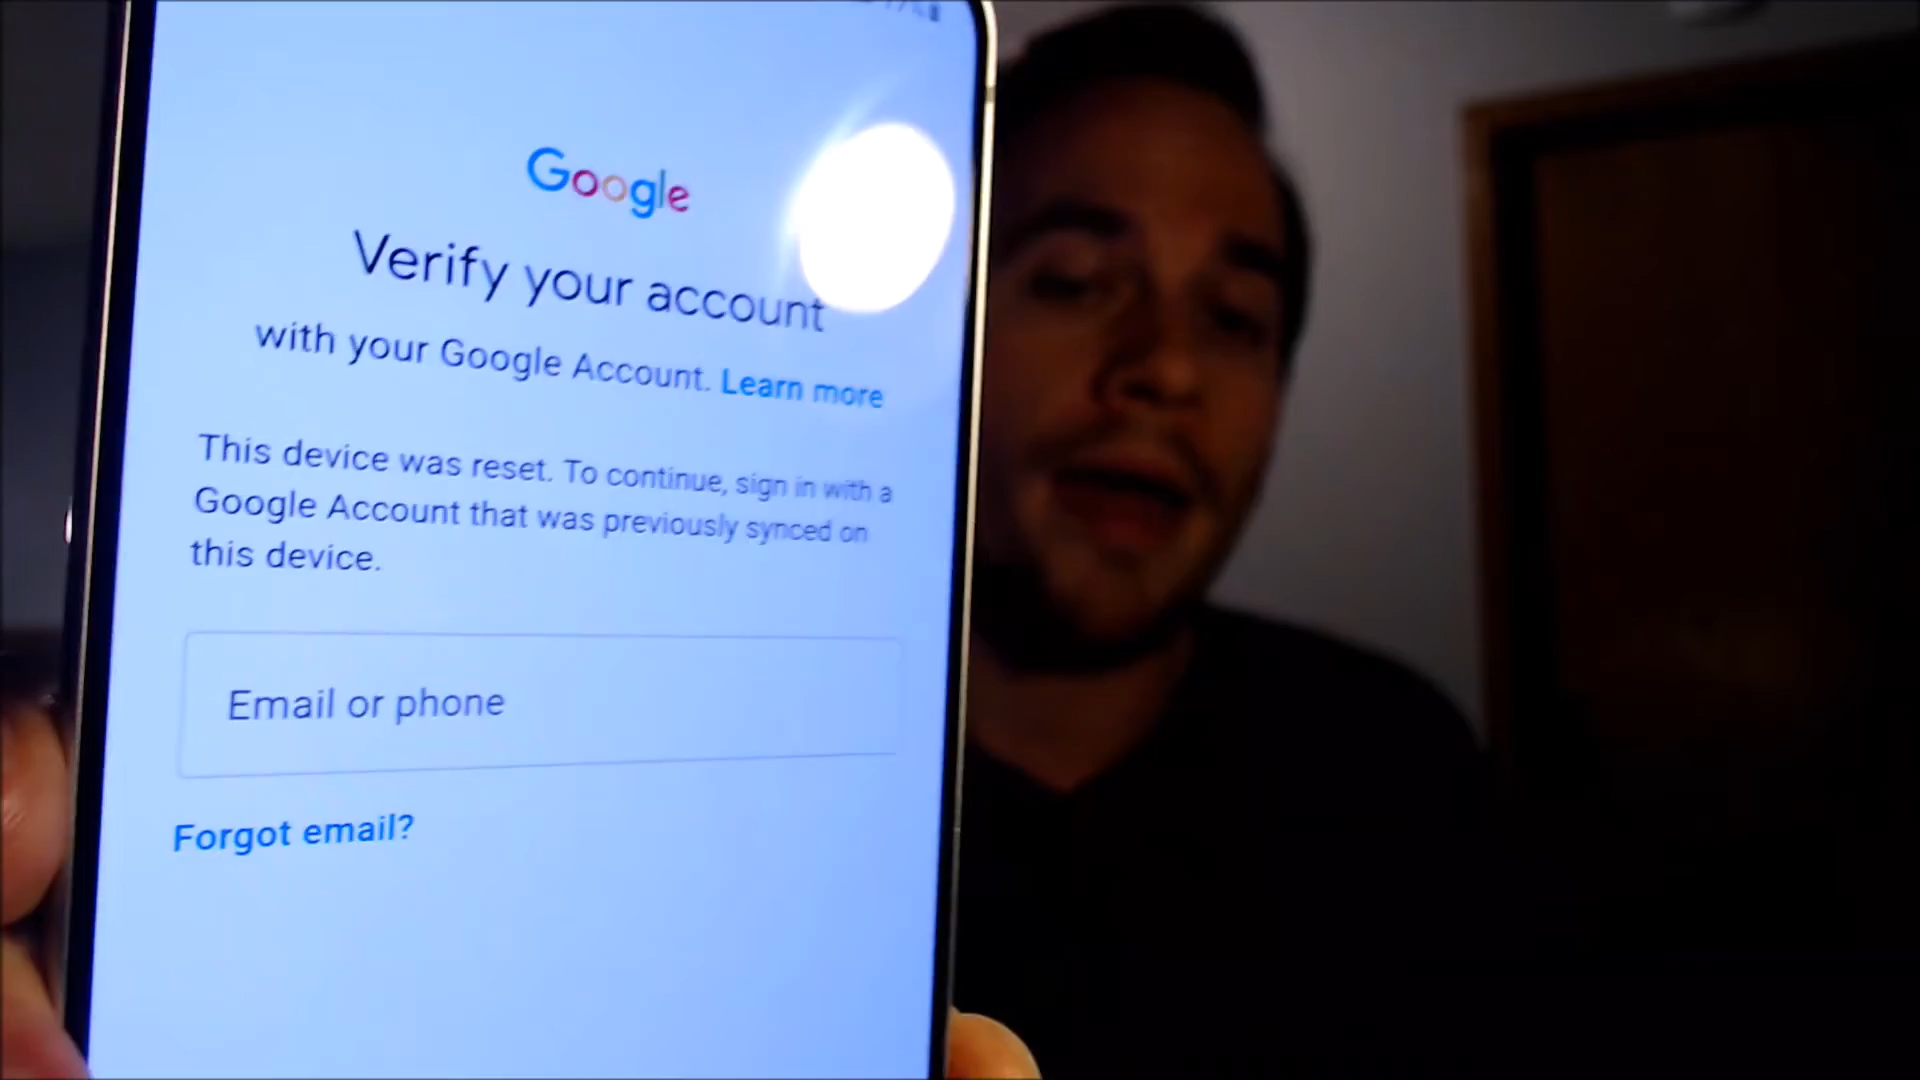 Google
Verify your account
with your Google Account. Learn more
This device was reset. To continue, sign in with a
Google Account that was previously synced on
this device.
Email or phone
Forgot email?